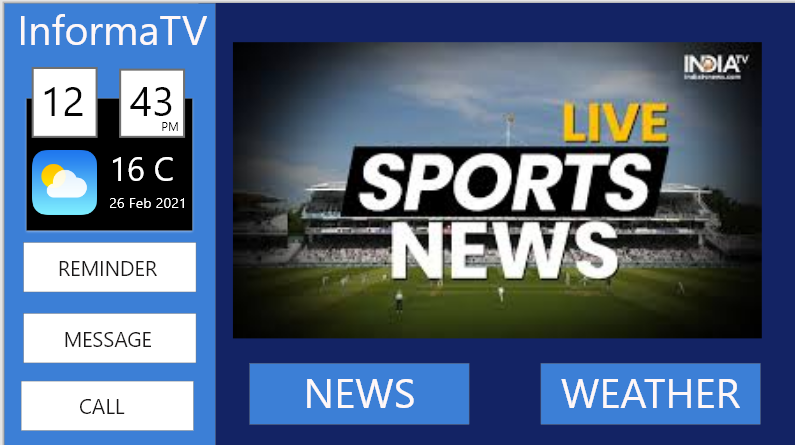 InformaTV
12
43
PM
16 C
26 Feb 2021
REMINDER
MESSAGE
CALL
INDIA TV
indiatvnews.com
LIVE
SPORTS
NEWS
NEWS
WEATHER